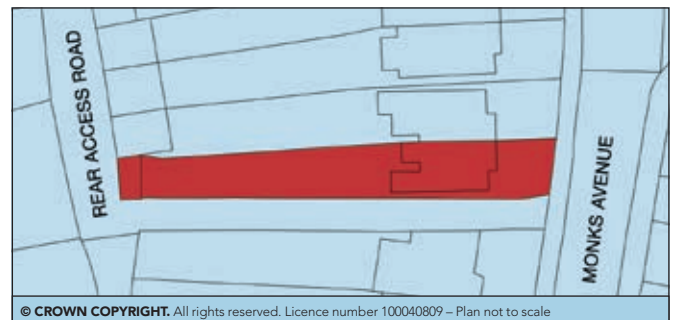 REAR ACCESS ROAD
MONKS AVENUE
© CROWN COPYRIGHT. All rights reserved. Licence number 100040809 – Plan not to scale